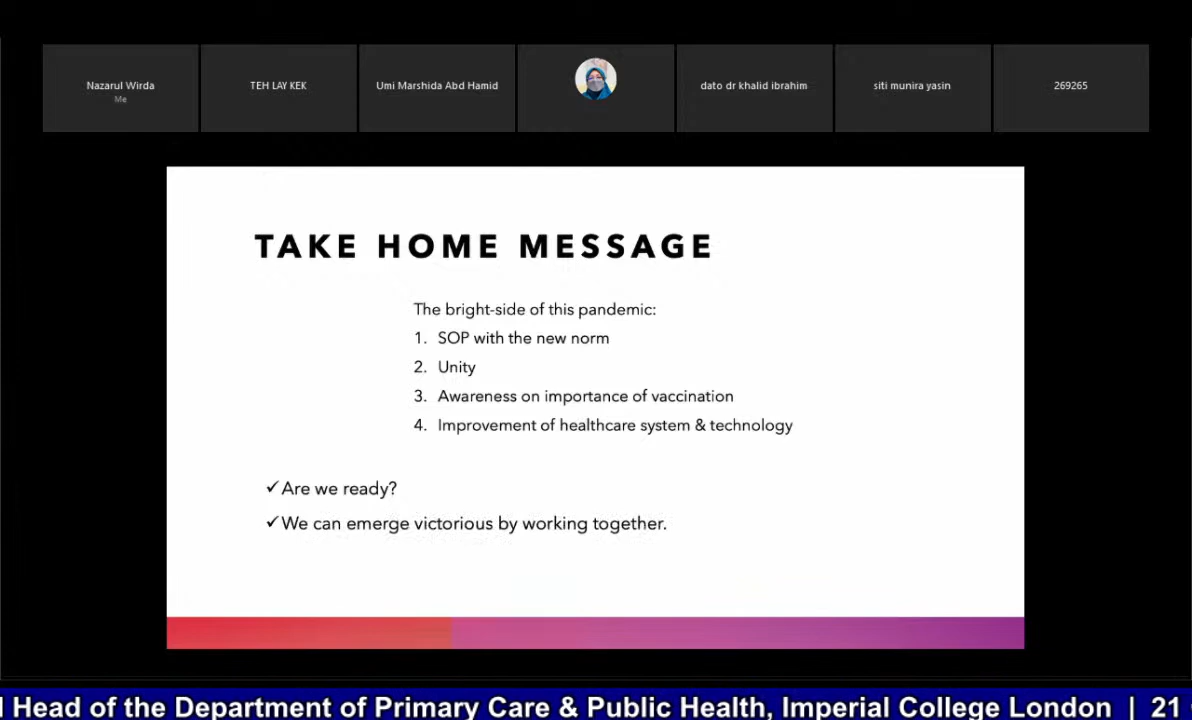 Nazarul Wirda
Me
TEH LAY KEK
Umi Marshida Abd Hamid
dato dr khalid ibrahim
siti munira yasin
269265
TAKE HOME MESSAGE
The bright-side of this pandemic:
1. SOP with the new norm
2. Unity
3. Awareness on importance of vaccination
4. Improvement of healthcare system & technology
✓Are we ready?
✓We can emerge victorious by working together.
Head of the Department of Primary Care & Public Health, Imperial College London | 21